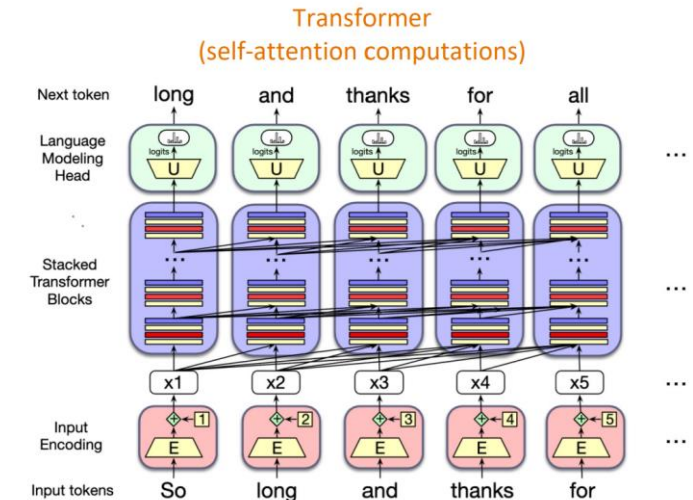 Transformer
(self-attention computations)
Next token long and thanks for all
Language
Modeling
Head
logits logits logits logits logits
U U U U U
...
Stacked
Transformer
Blocks
... ... ... ... ...
...
x1 x2 x3 x4 x5 ...
Input
Encoding
+ 1 + 2 + 3 + 4 + 5
E E E E E
...
Input tokens So long and thanks for